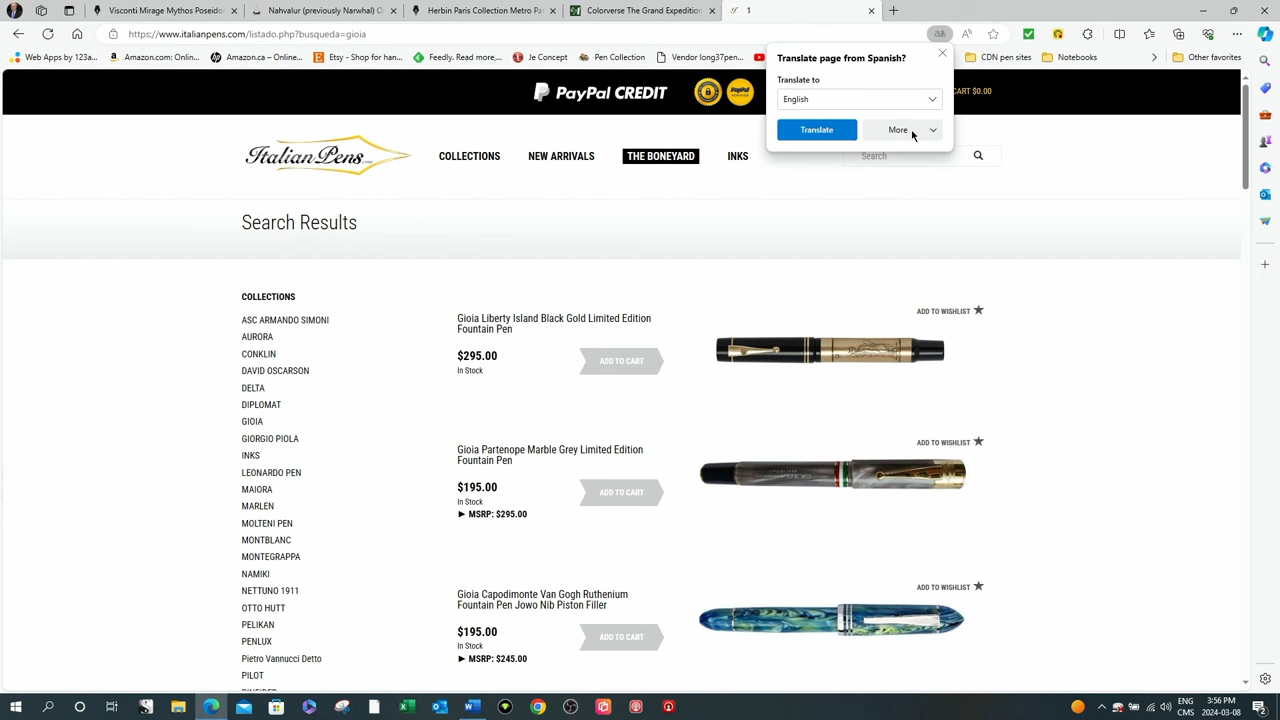 Visconti Mirage Mythos Poseidon
Nahvalur (previously Narwhal) O
Herbin Paris Collection Metro Pas
Colorverse The Grand Expedition
1
https://www.italianpens.com/listado.php?busqueda=gioia
Web Apps | 123a...
Amazon.com: Onlin...
Amazon.ca – Onlin...
Etsy - Shop for han...
Feedly. Read more,...
Je Concept
Pen Collection
Vendor long37pen...
CDN pen sites
Notebooks
Other favorites
Translate page from Spanish?
Translate to
English
Translate
More
PayPal CREDIT
CART $0.00
ItalianPens.com
COLLECTIONS
NEW ARRIVALS
THE BONEYARD
INKS
Search
Search Results
COLLECTIONS
ASC ARMANDO SIMONI
AURORA
CONKLIN
DAVID OSCARSON
DELTA
DIPLOMAT
GIOIA
GIORGIO PIOLA
INKS
LEONARDO PEN
MAIORA
MARLEN
MOLTENI PEN
MONTBLANC
MONTEGRAPPA
NAMIKI
NETTUNO 1911
OTTO HUTT
PELIKAN
PENLUX
Pietro Vannucci Detto
PILOT
Gioia Liberty Island Black Gold Limited Edition
Fountain Pen
$295.00
In Stock
ADD TO CART
ADD TO WISHLIST
Gioia Partenope Marble Grey Limited Edition
Fountain Pen
$195.00
In Stock
► MSRP: $295.00
ADD TO CART
ADD TO WISHLIST
Gioia Capodimonte Van Gogh Ruthenium
Fountain Pen Jowo Nib Piston Filler
$195.00
In Stock
► MSRP: $245.00
ADD TO CART
ADD TO WISHLIST
ENG
CMS
3:56 PM
2024-03-08